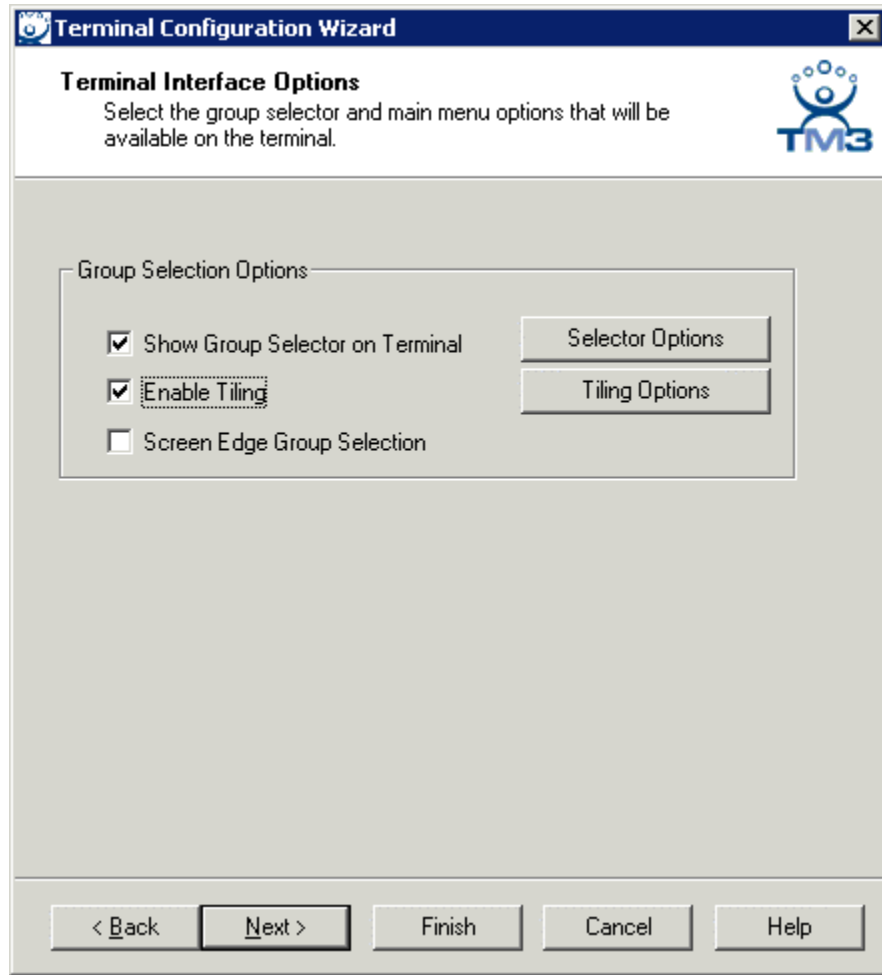 Terminal Configuration Wizard
Terminal Interface Options
Select the group selector and main menu options that will be
available on the terminal.
TM3
Group Selection Options
Show Group Selector on Terminal
Selector Options
Enable Tiling
Tiling Options
Screen Edge Group Selection
< Back
Next >
Finish
Cancel
Help